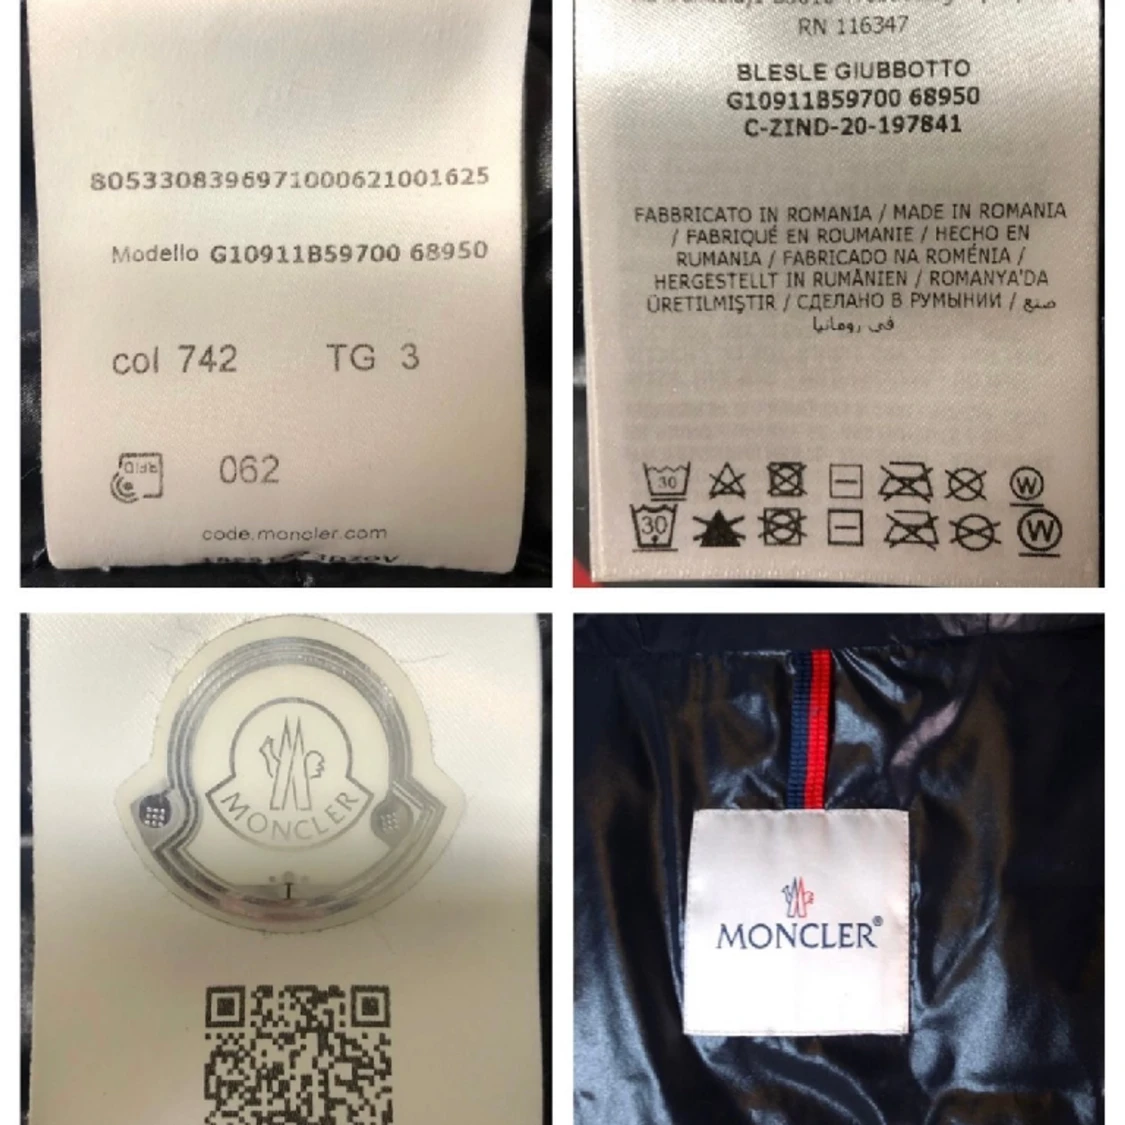 8053308396971000621001625
Modello G10911B59700 68950
col 742 TG 3
RFID 062
code.moncler.com
RN 116347
BLESLE GIUBBOTTO
G10911B59700 68950
C-ZIND-20-197841
FABBRICATO IN ROMANIA / MADE IN ROMANIA
/ FABRIQUÉ EN ROUMANIE / HECHO EN
RUMANIA / FABRICADO NA ROMÉNIA /
HERGESTELLT IN RUMÄNIEN / ROMANYA'DA
ÜRETILMIŞTIR / СДЕЛАНО В РУМЫНИИ / صنع
في رومانيا
30 W
30 W
MONCLER
I
MONCLER®